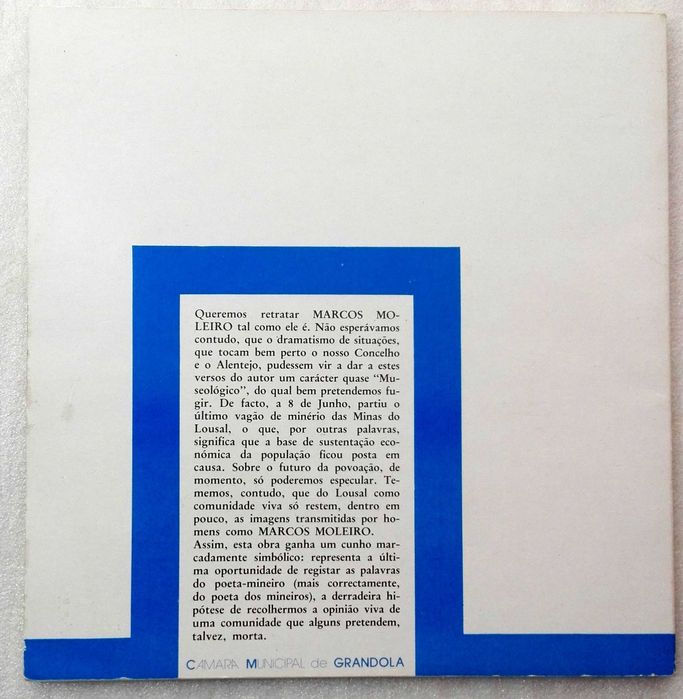 Queremos retratar MARCOS MO-
LEIRO tal como ele é. Não esperávamos
contudo, que o dramatismo de situações,
que tocam bem perto o nosso Concelho
e o Alentejo, pudessem vir a dar a estes
versos do autor um carácter quase “Mu-
seológico”, do qual bem pretendemos fu-
gir. De facto, a 8 de Junho, partiu o
último vagão de minério das Minas do
Lousal, o que, por outras palavras,
significa que a base de sustentação eco-
nómica da população ficou posta em
causa. Sobre o futuro da povoação, de
momento, só poderemos especular. Te-
memos, contudo, que do Lousal como
comunidade viva só restem, dentro em
pouco, as imagens transmitidas por ho-
mens como MARCOS MOLEIRO.
Assim, esta obra ganha um cunho mar-
cadamente simbólico: representa a últi-
ma oportunidade de registar as palavras
do poeta-mineiro (mais correctamente,
do poeta dos mineiros), a derradeira hi-
pótese de recolhermos a opinião viva de
uma comunidade que alguns pretendem,
talvez, morta.
CAMARA MUNICIPAL de GRANDOLA